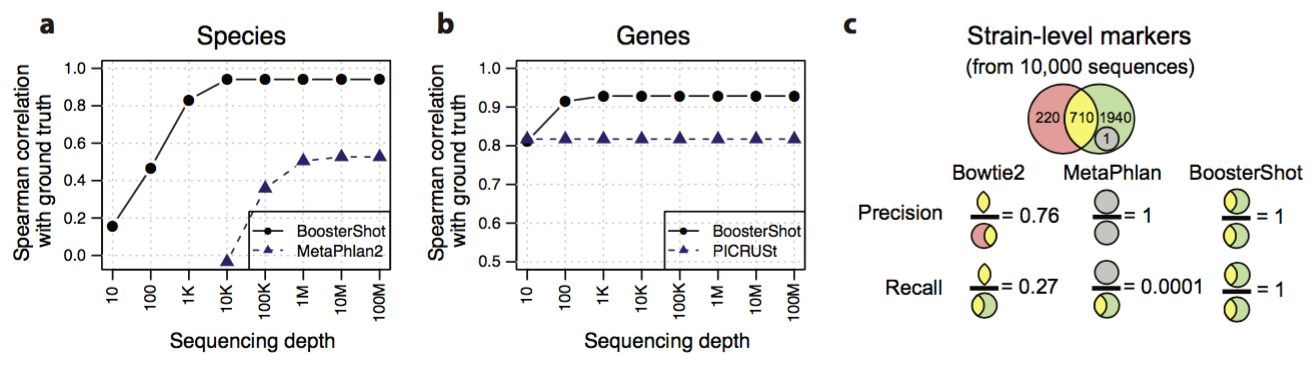 a
Species
Spearman correlation
with ground truth
1.0
0.8
0.6
0.4
0.2
0.0
BoosterShot
MetaPhlan2
10
100
1K
10K
100K
1M
10M
100M
Sequencing depth
b
Genes
Spearman correlation
with ground truth
1.0
0.9
0.8
0.7
0.6
0.5
BoosterShot
PICRUSt
10
100
1K
10K
100K
1M
10M
100M
Sequencing depth
c
Strain-level markers
(from 10,000 sequences)
220 710 1940
1
Bowtie2 MetaPhlan BoosterShot
Precision = 0.76 = 1 = 1
Recall = 0.27 = 0.0001 = 1